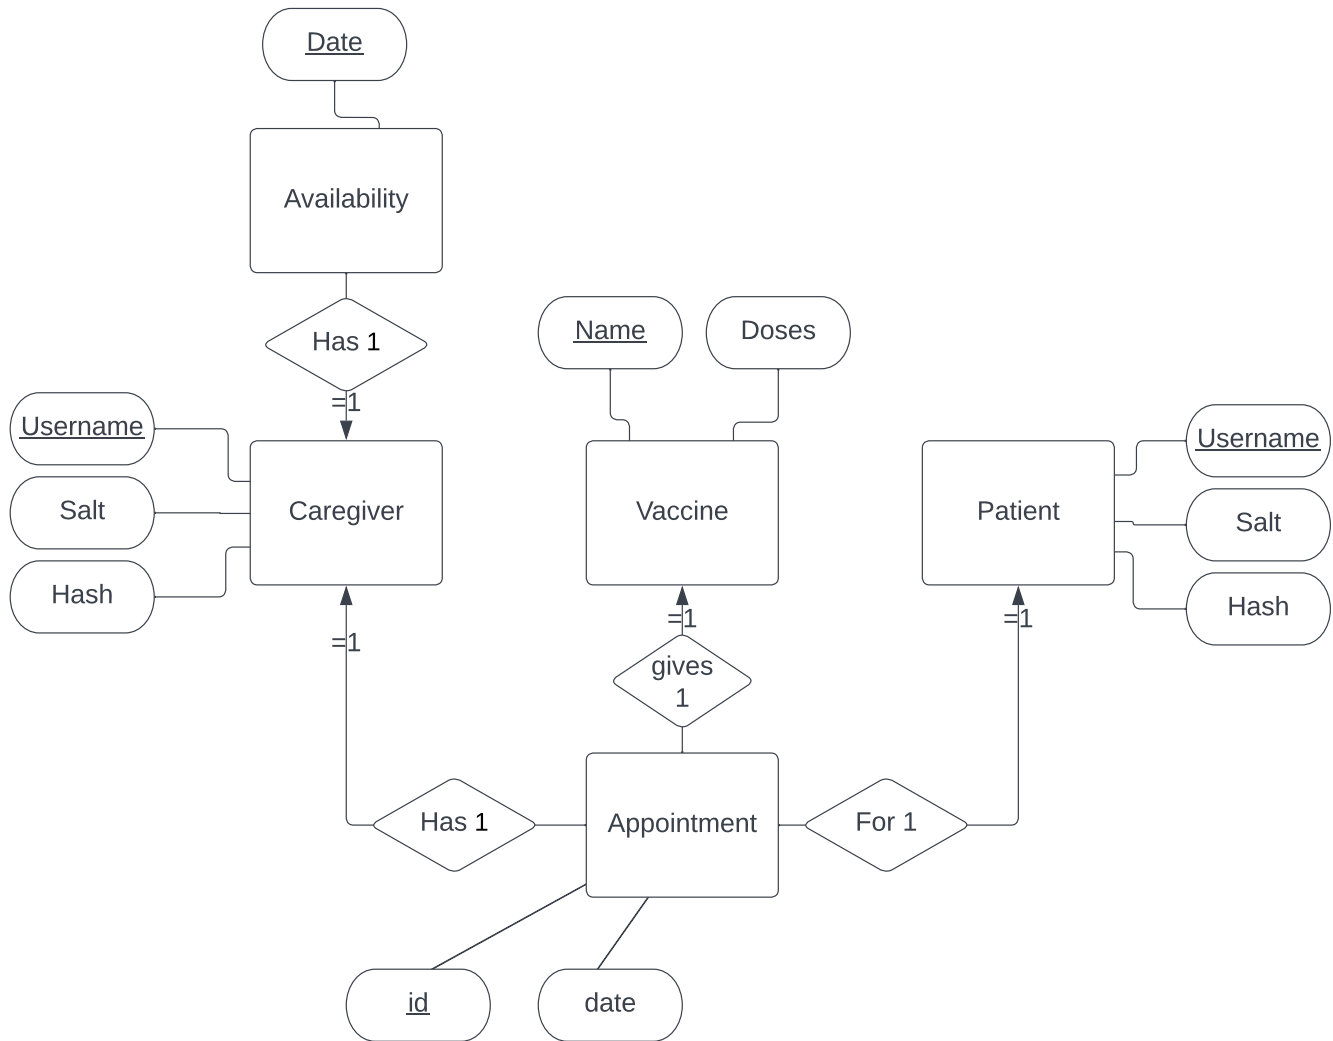 Date
Availability
Has 1
=1
Name
Doses
Username
Salt
Hash
Caregiver
Vaccine
Patient
Username
Salt
Hash
=1
=1
=1
gives
1
Has 1
Appointment
For 1
id
date